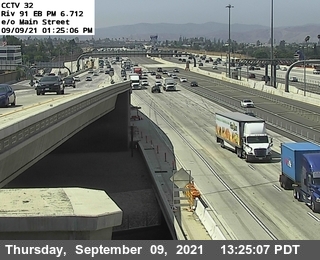 CCTV 32
Riv 91 EB PM 6.712
e/o Main Street
09/09/21 01:25:06 PM
Thursday, September 09, 2021 13:25:07 PDT